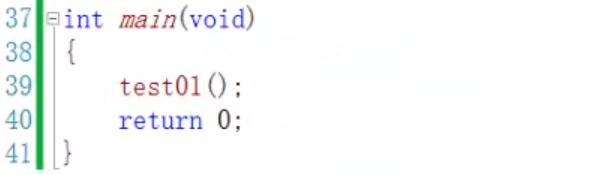 37 int main(void)
38 {
39 test01();
40 return 0;
41 }